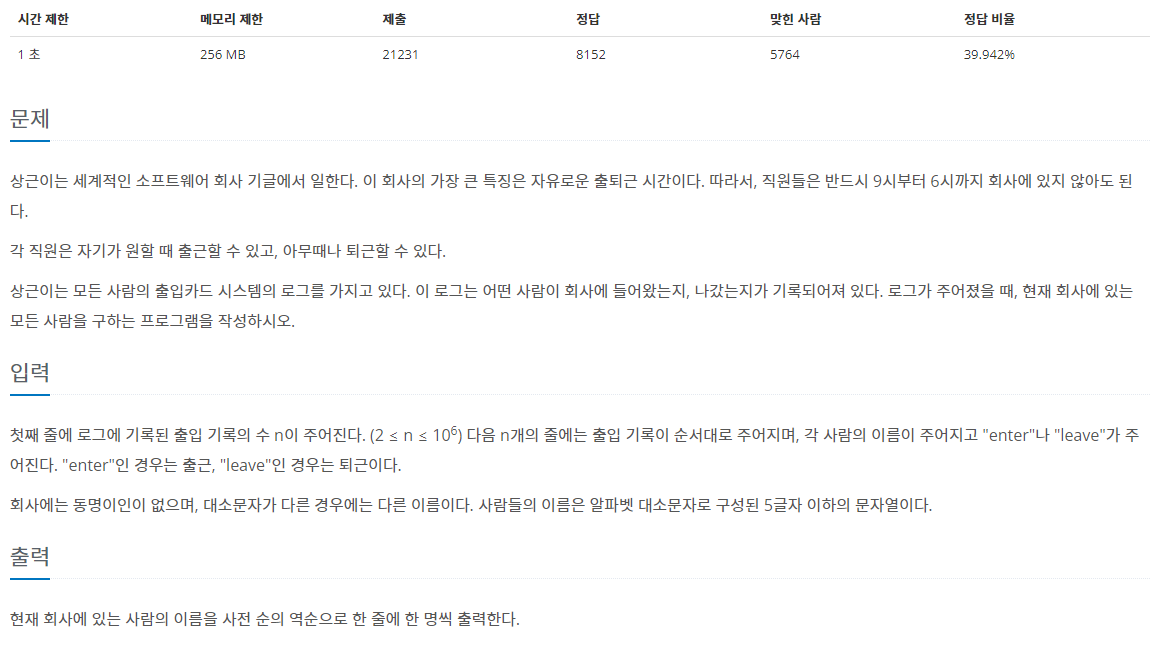 시간 제한 메모리 제한 제출 정답 맞힌 사람 정답 비율
1 초 256 MB 21231 8152 5764 39.942%
문제
상근이는 세계적인 소프트웨어 회사 기글에서 일한다. 이 회사의 가장 큰 특징은 자유로운 출퇴근 시간이다. 따라서, 직원들은 반드시 9시부터 6시까지 회사에 있지 않아도 된
다.
각 직원은 자기가 원할 때 출근할 수 있고, 아무때나 퇴근할 수 있다.
상근이는 모든 사람의 출입카드 시스템의 로그를 가지고 있다. 이 로그는 어떤 사람이 회사에 들어왔는지, 나갔는지가 기록되어져 있다. 로그가 주어졌을 때, 현재 회사에 있는
모든 사람을 구하는 프로그램을 작성하시오.
입력
첫째 줄에 로그에 기록된 출입 기록의 수 n이 주어진다. (2 ≤ n ≤ 10⁶) 다음 n개의 줄에는 출입 기록이 순서대로 주어지며, 각 사람의 이름이 주어지고 "enter"나 "leave"가 주
어진다. "enter"인 경우는 출근, "leave"인 경우는 퇴근이다.
회사에는 동명이인이 없으며, 대소문자가 다른 경우에는 다른 이름이다. 사람들의 이름은 알파벳 대소문자로 구성된 5글자 이하의 문자열이다.
출력
현재 회사에 있는 사람의 이름을 사전 순의 역순으로 한 줄에 한 명씩 출력한다.